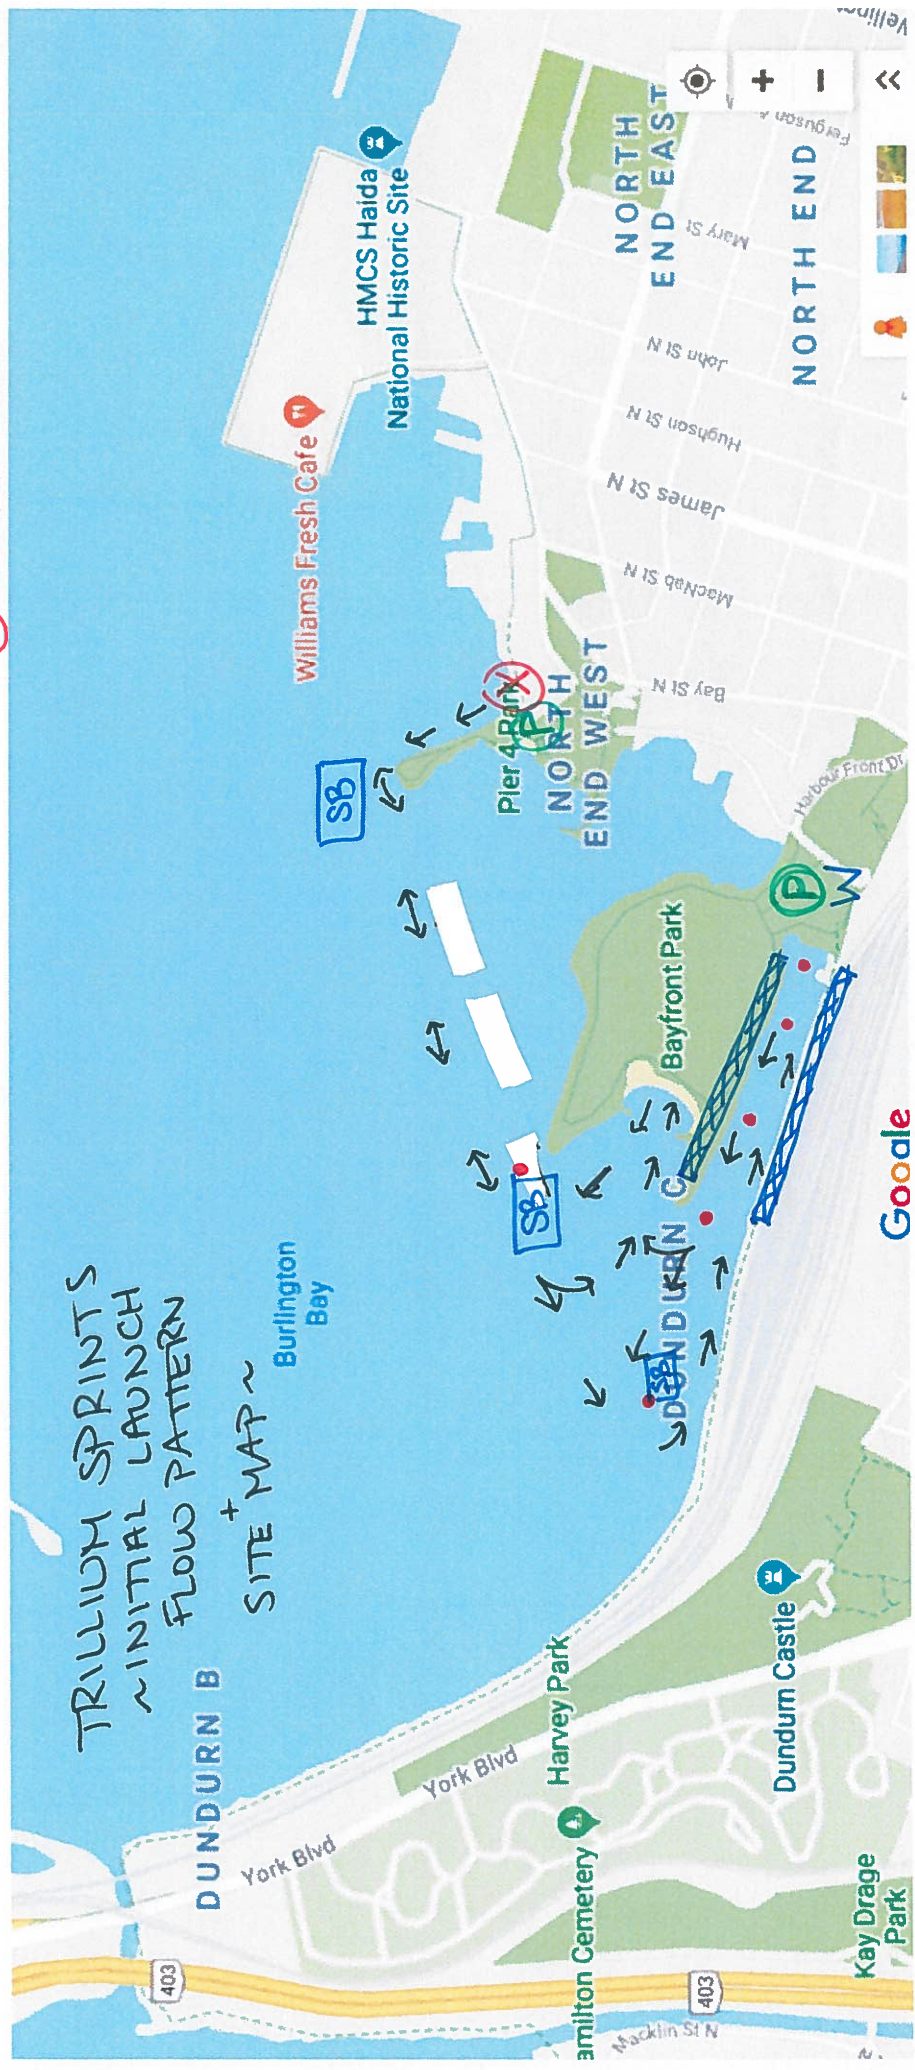 TRILLIUM SPRINTS
~INITIAL LAUNCH
FLOW PATTERN
+
SITE MAP~
DUNDURN B
York Blvd
York Blvd
403
403
Harvey Park
amilton Cemetery
Dundurn Castle
Kay Drage
Park
Macklin St N
Burlington
Bay
SB
SB
SB
DUNDURN C
Bayfront Park
P
W
Harbour Front Dr
Pier 4 Park
X
P
NORTH
END WEST
Williams Fresh Cafe
HMCS Haida
National Historic Site
Bay St N
MacNab St N
James St N
Hughson St N
John St N
Mary St
NORTH
END EAST
NORTH END
Google